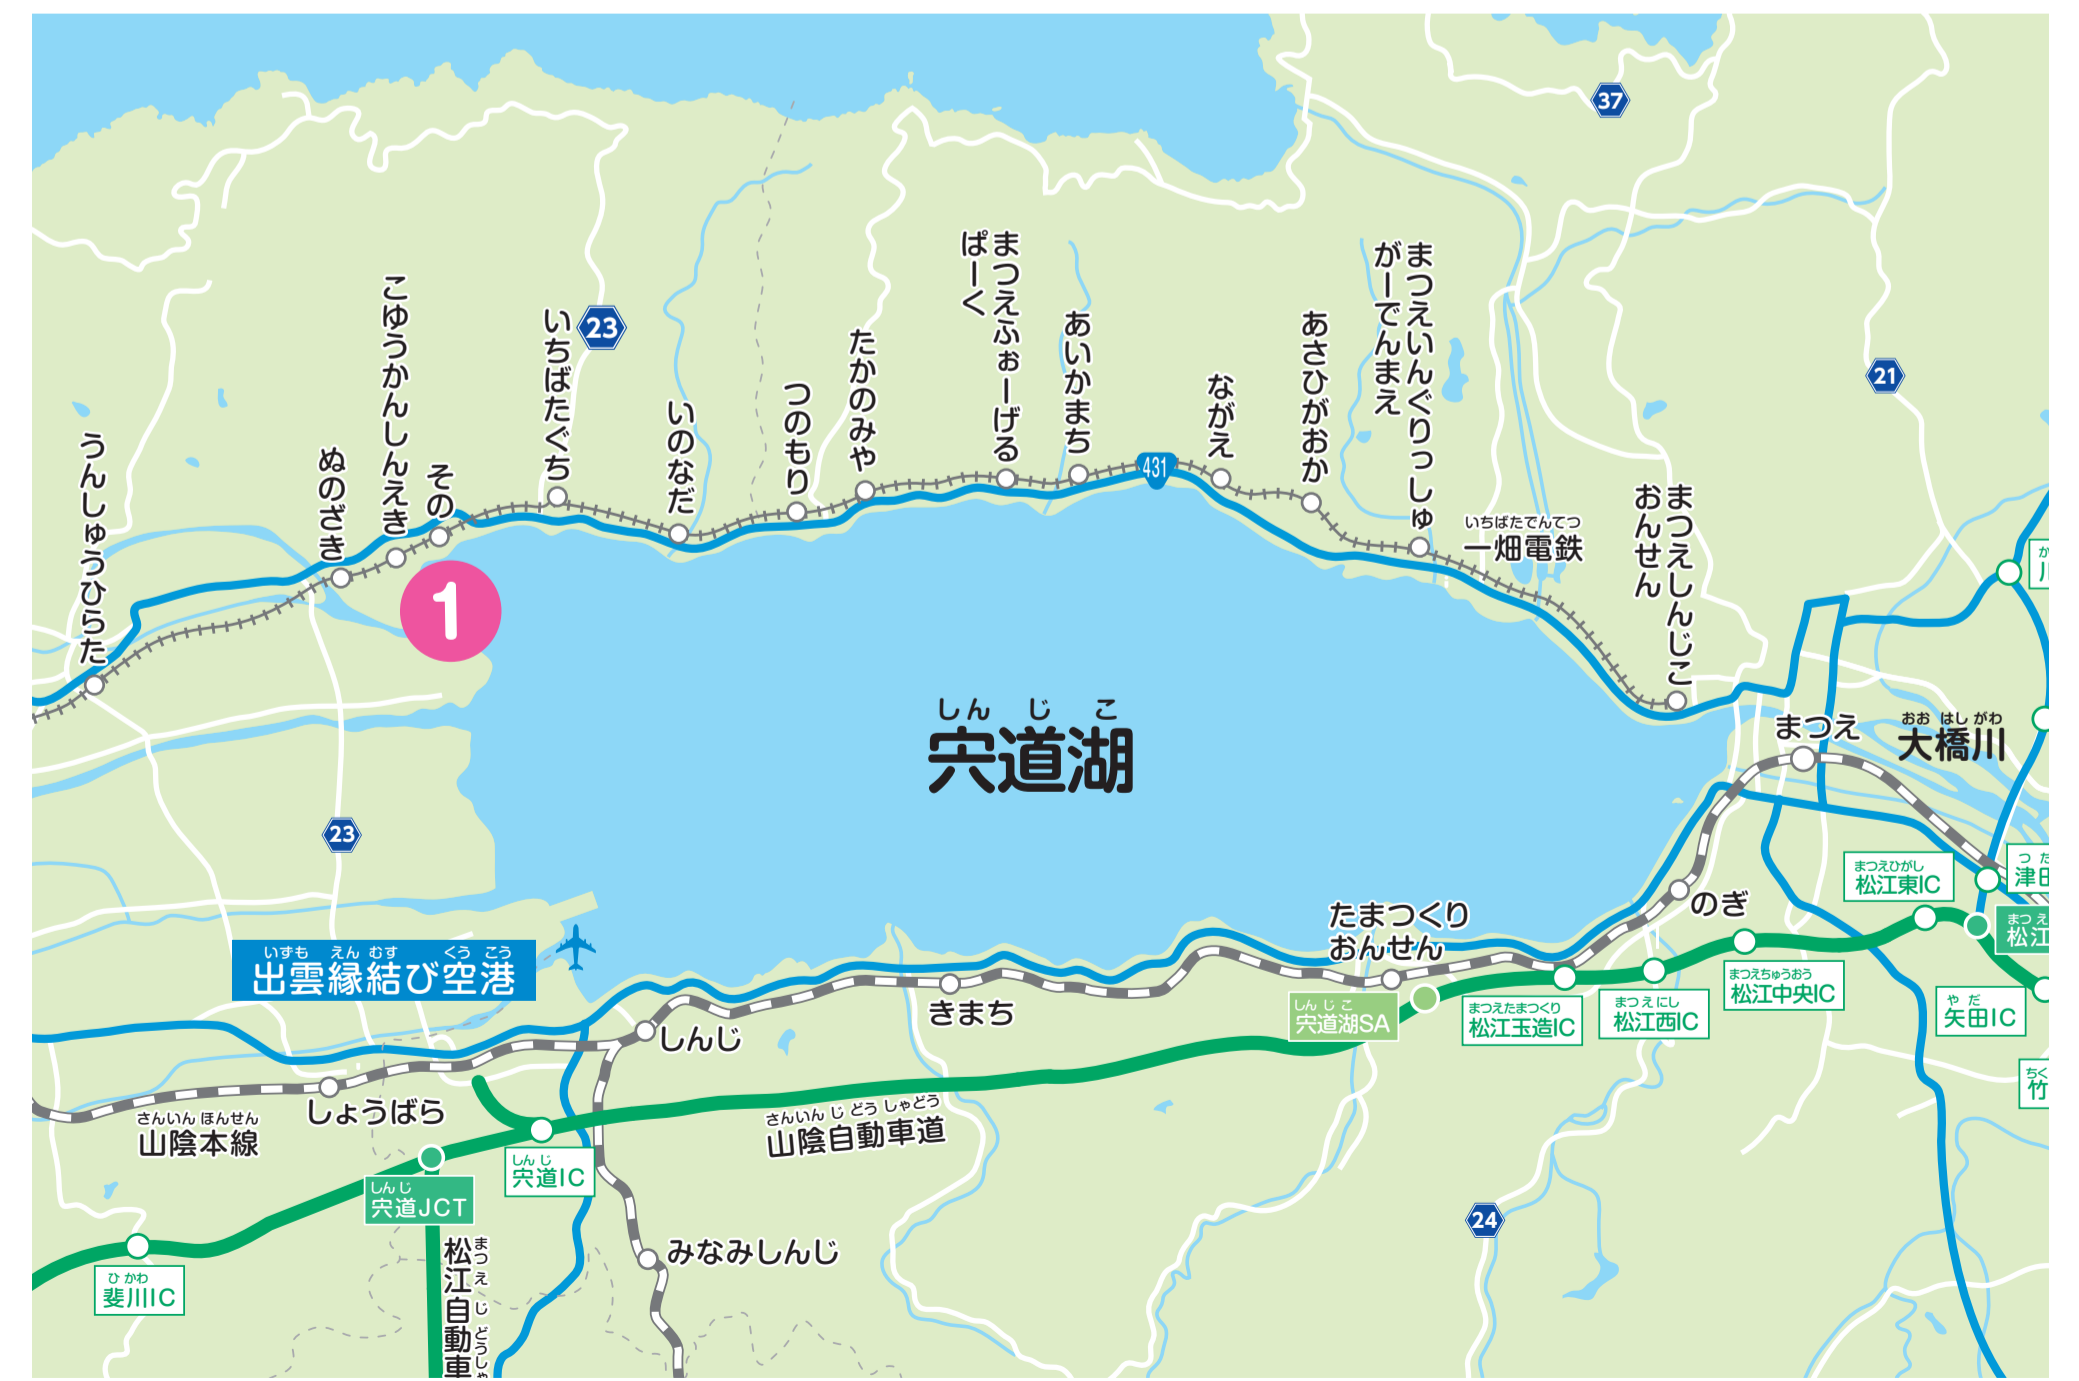 37
23
21
まつえふぉーげる
ぱーく
まつえいんぐりっしゅ
がーでんまえ
うんしゅうひらた
ぬのざき
こゆうかんしんえき
その
いちばたぐち
いのなだ
つのもり
たかのみや
あいかまち
431
ながえ
あさひがおか
いちばたでんてつ
一畑電鉄
まつえしんじこ
おんせん
1
しんじこ
宍道湖
まつえ
おおはしがわ
大橋川
23
のぎ
まつえひがし
松江東IC
つだ
津田
まつえ
松江
か
川
いずもえんむすびくうこう
出雲縁結び空港
たまつくり
おんせん
きまち
しんじ
しんじこ
宍道湖SA
まつえたまつくり
松江玉造IC
まつえにし
松江西IC
まつえちゅうおう
松江中央IC
やだ
矢田IC
ちく
竹
しょうばら
さんいんほんせん
山陰本線
さんいんじどうしゃどう
山陰自動車道
しんじ
宍道IC
しんじ
宍道JCT
24
みなみしんじ
ひかわ
斐川IC
まつえじどうしゃ
松江自動車